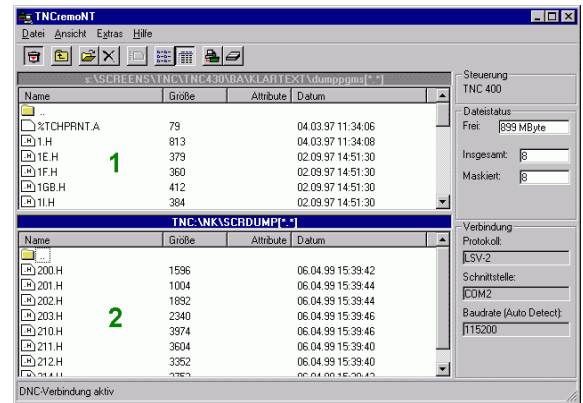 TNCremoNT
Datei Ansicht Extras Hilfe
s:\SCREENS\TNC\TNC430\BA\KLARTEXT\dumppgms[*.*]
Name Größe Attribute Datum
..
%TCHPRNT.A 79 04.03.97 11:34:06
1.H 813 04.03.97 11:34:08
1E.H 379 02.09.97 14:51:30
1F.H 360 02.09.97 14:51:30
1GB.H 412 02.09.97 14:51:30
1I.H 384 02.09.97 14:51:30
1
TNC:\NK\SCRDUMP[*.*]
Name Größe Attribute Datum
..
200.H 1596 06.04.99 15:39:42
201.H 1004 06.04.99 15:39:44
202.H 1892 06.04.99 15:39:44
203.H 2340 06.04.99 15:39:46
210.H 3974 06.04.99 15:39:46
211.H 3604 06.04.99 15:39:40
212.H 3352 06.04.99 15:39:40
2
Steuerung
TNC 400
Dateistatus
Frei: 899 MByte
Insgesamt: 8
Maskiert: 8
Verbindung
Protokoll:
LSV-2
Schnittstelle:
COM2
Baudrate (Auto Detect):
115200
DNC-Verbindung aktiv